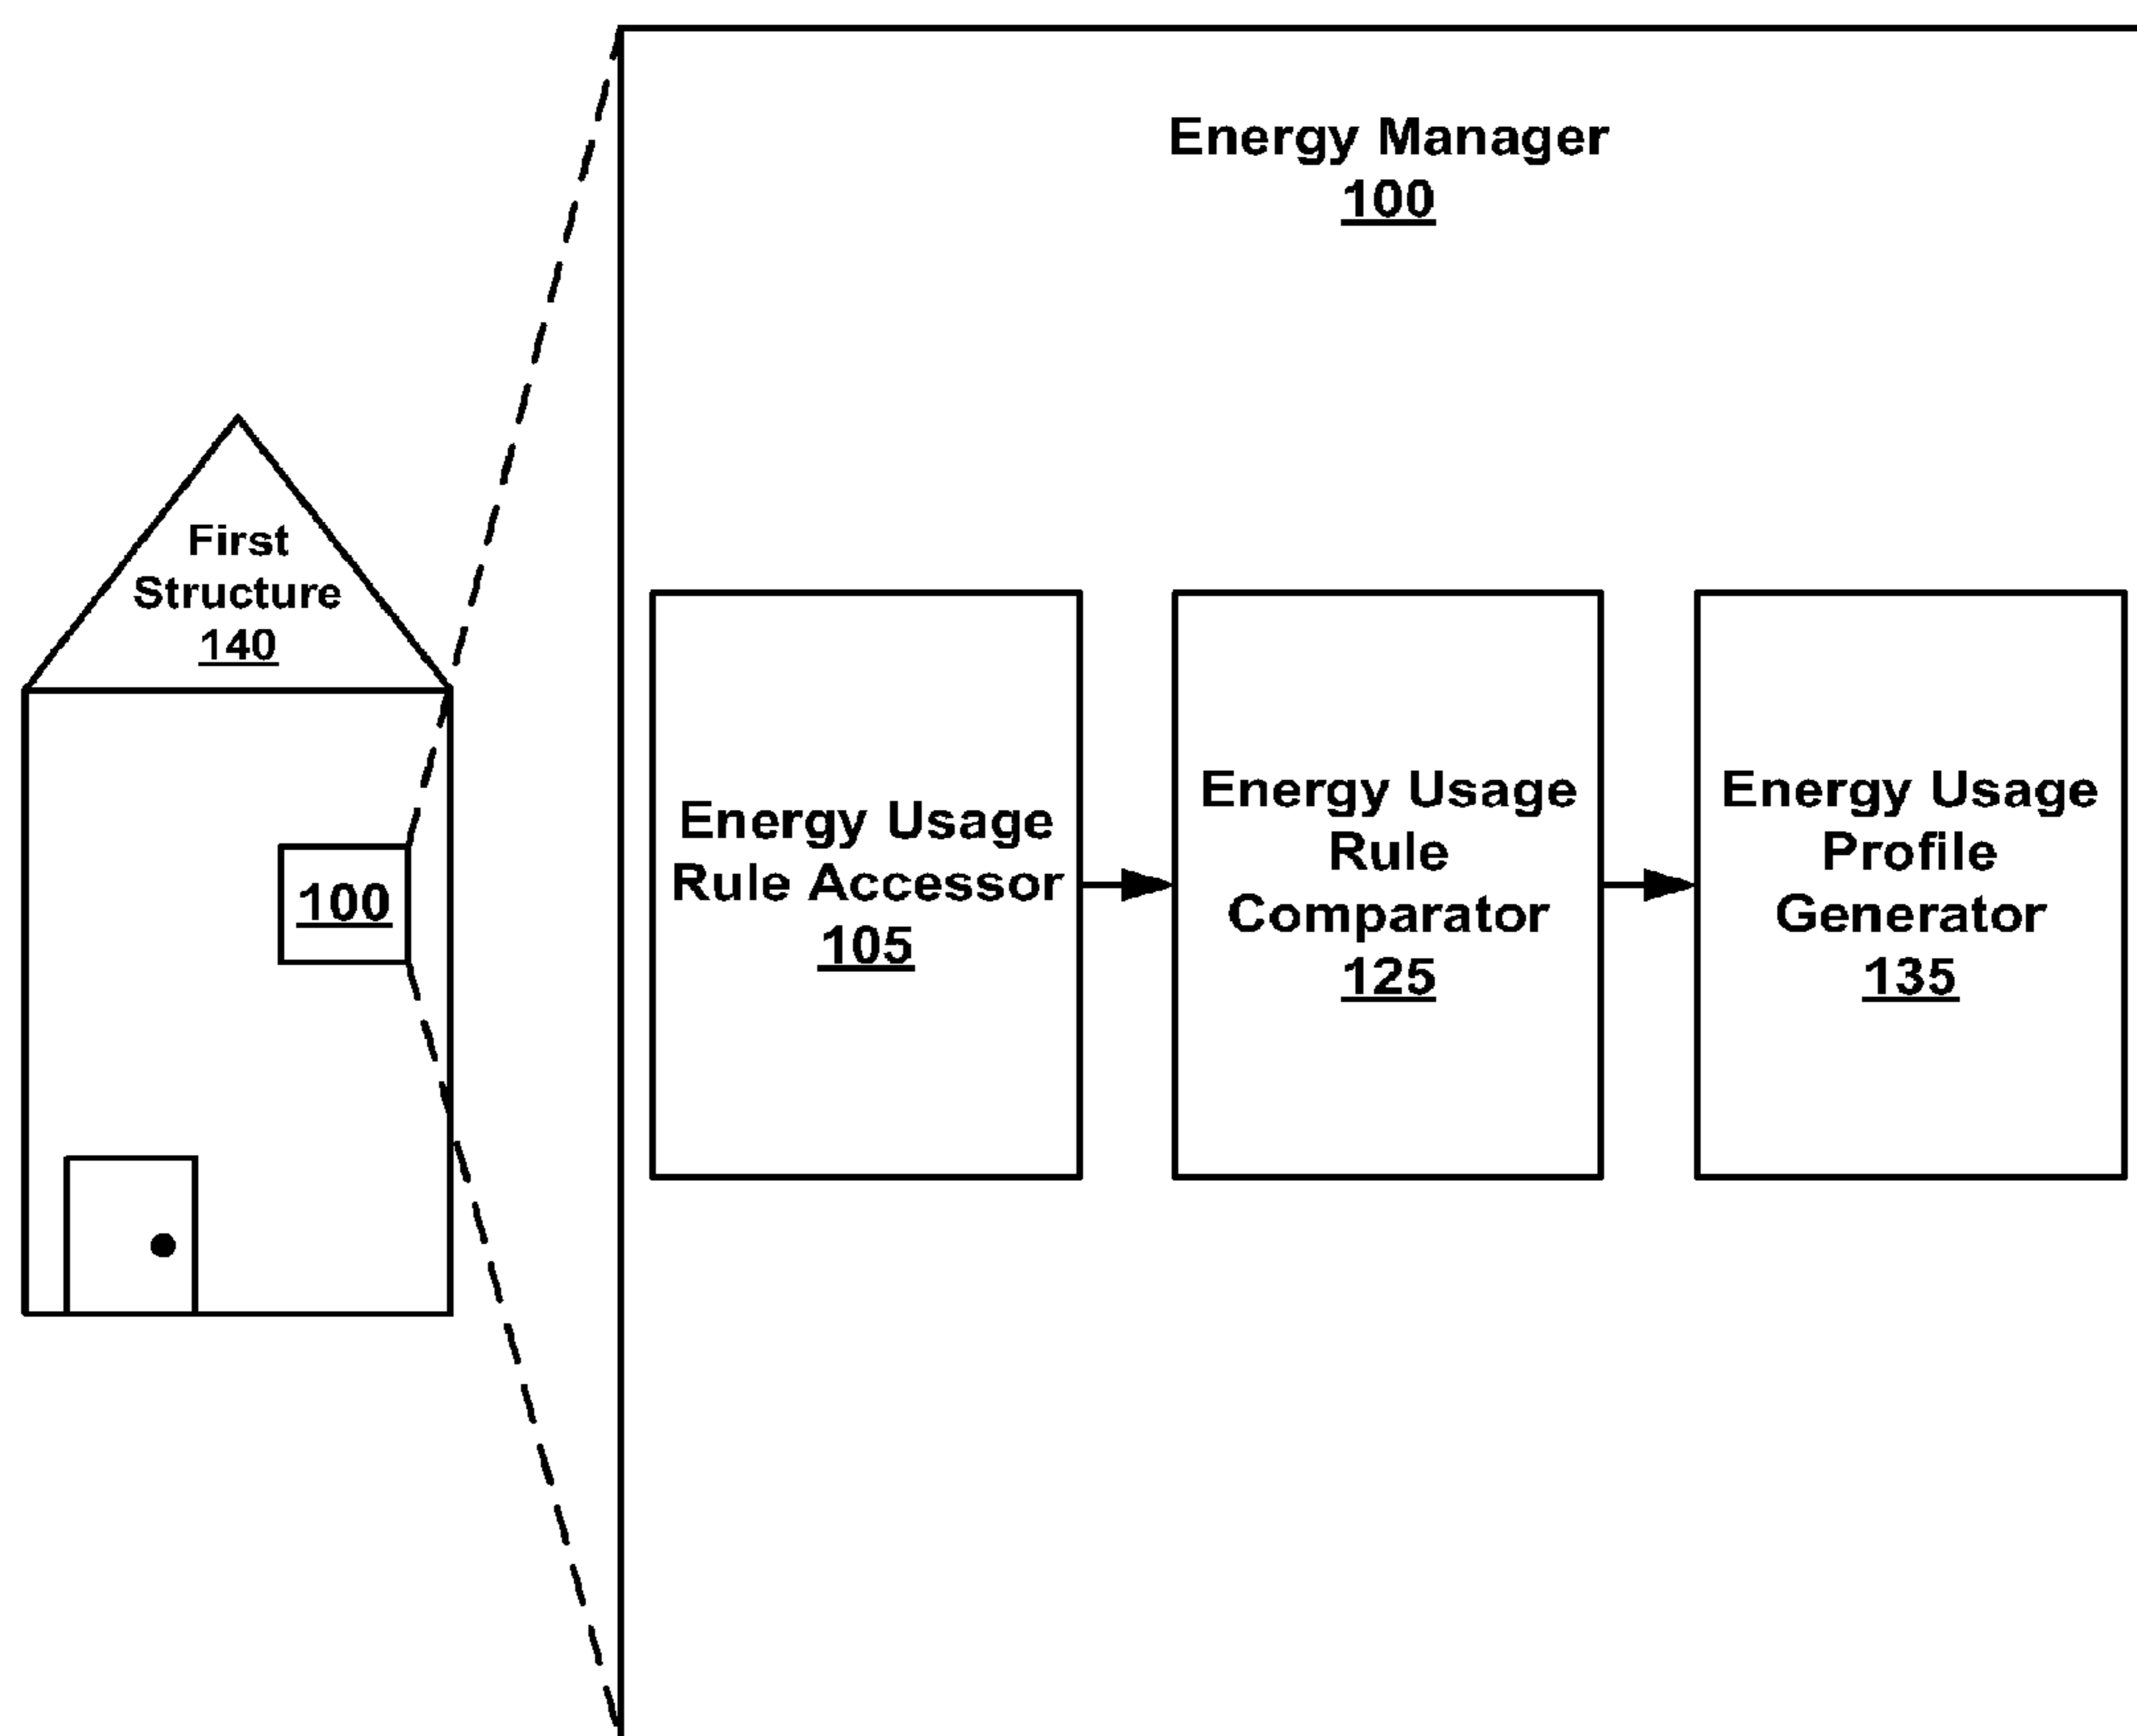 Energy Manager
100
First
Structure
140
100
Energy Usage
Rule Accessor
105
Energy Usage
Rule
Comparator
125
Energy Usage
Profile
Generator
135